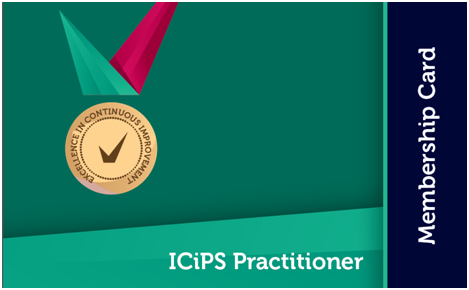 EXCELLENCE IN CONTINUOUS IMPROVEMENT
ICiPS Practitioner
Membership Card